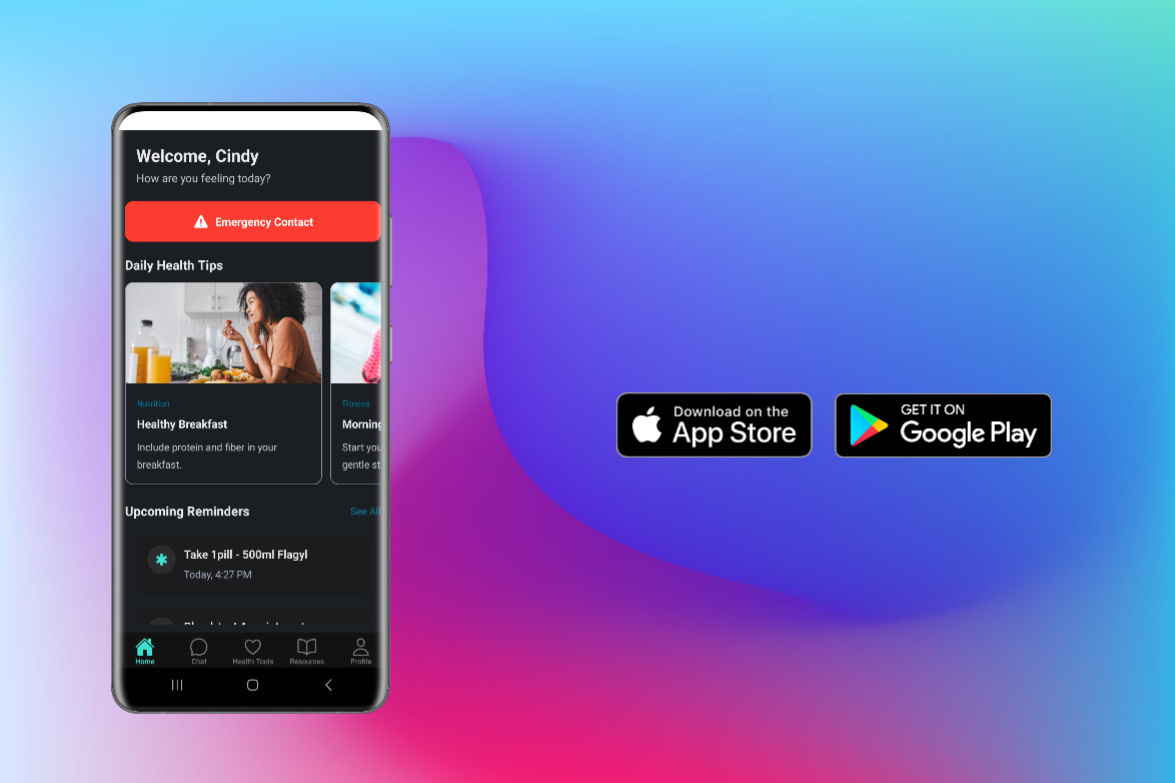 Welcome, Cindy
How are you feeling today?
Emergency Contact
Daily Health Tips
Nutrition
Healthy Breakfast
Include protein and fiber in your
breakfast.
Fitness
Morning
Start you
gentle st
Upcoming Reminders
See All
Take 1pill - 500ml Flagyl
Today, 4:27 PM
Home
Chat
Health Tools
Resources
Profile
Download on the
App Store
GET IT ON
Google Play